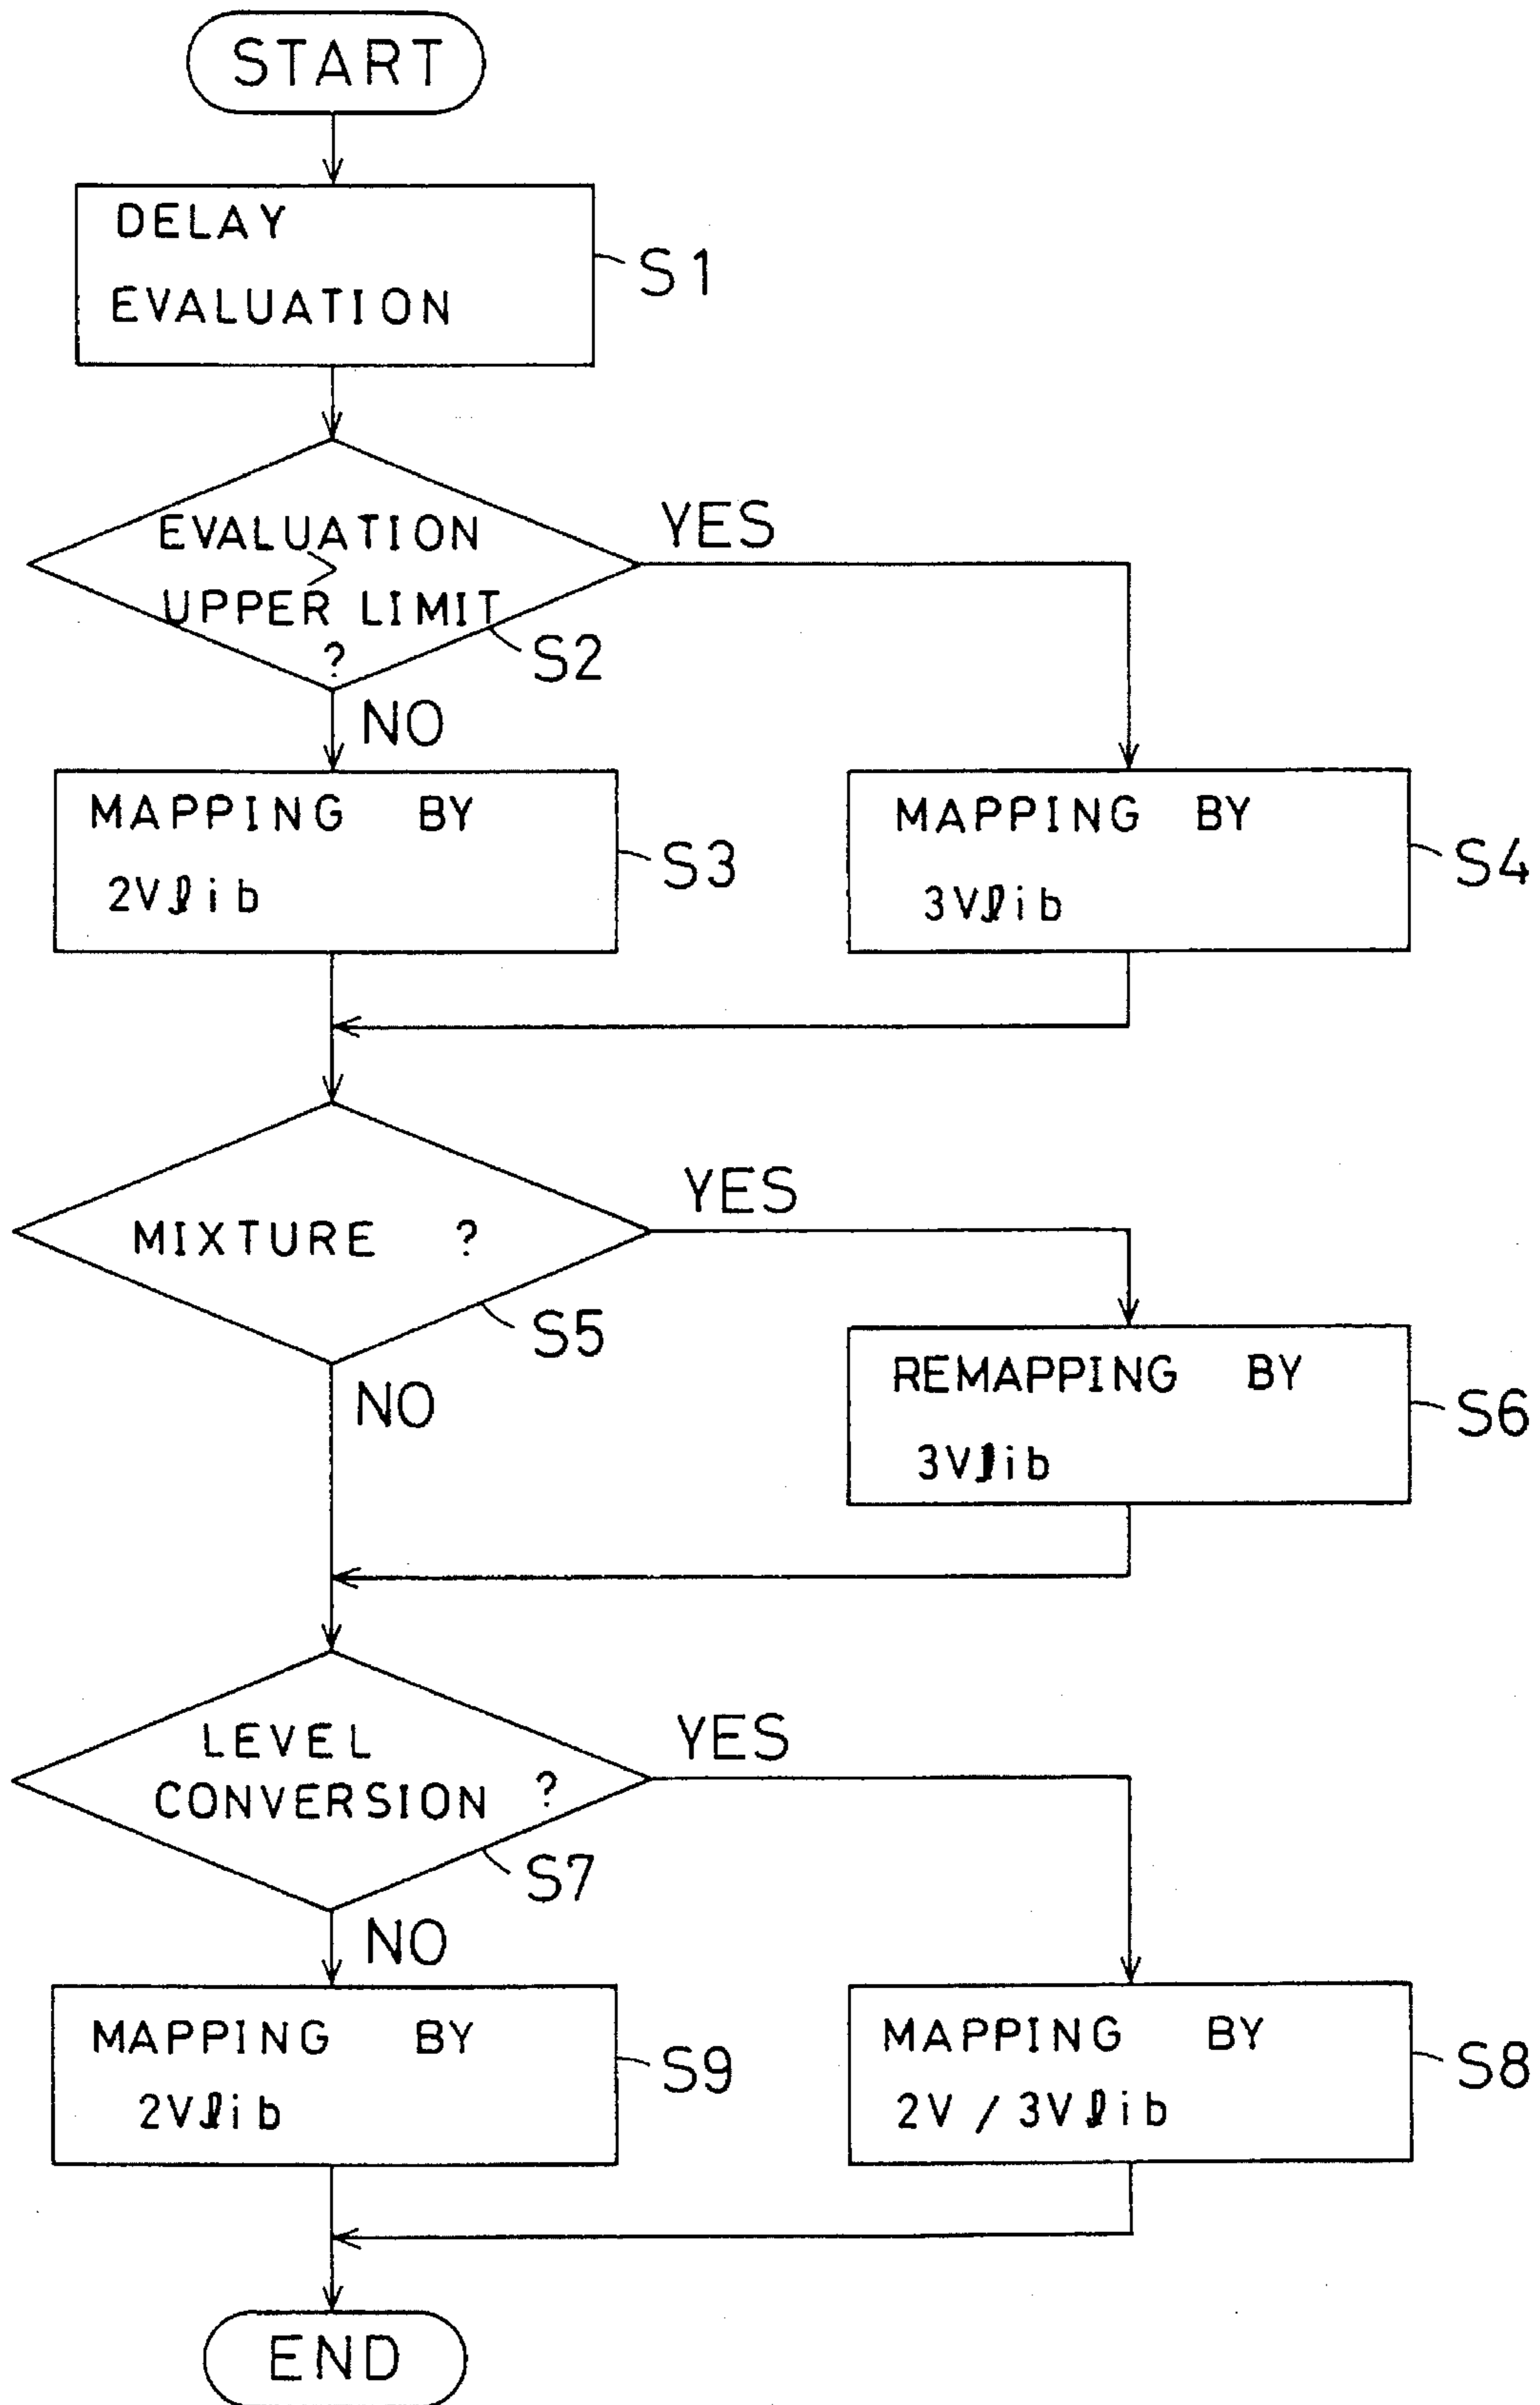 START
DELAY
EVALUATION
S1
EVALUATION
>
UPPER LIMIT
?
S2
YES
NO
MAPPING BY
2Vlib
S3
MAPPING BY
3Vlib
S4
MIXTURE ?
S5
YES
NO
REMAPPING BY
3Vlib
S6
LEVEL
CONVERSION ?
S7
YES
NO
MAPPING BY
2Vlib
S9
MAPPING BY
2V / 3Vlib
S8
END